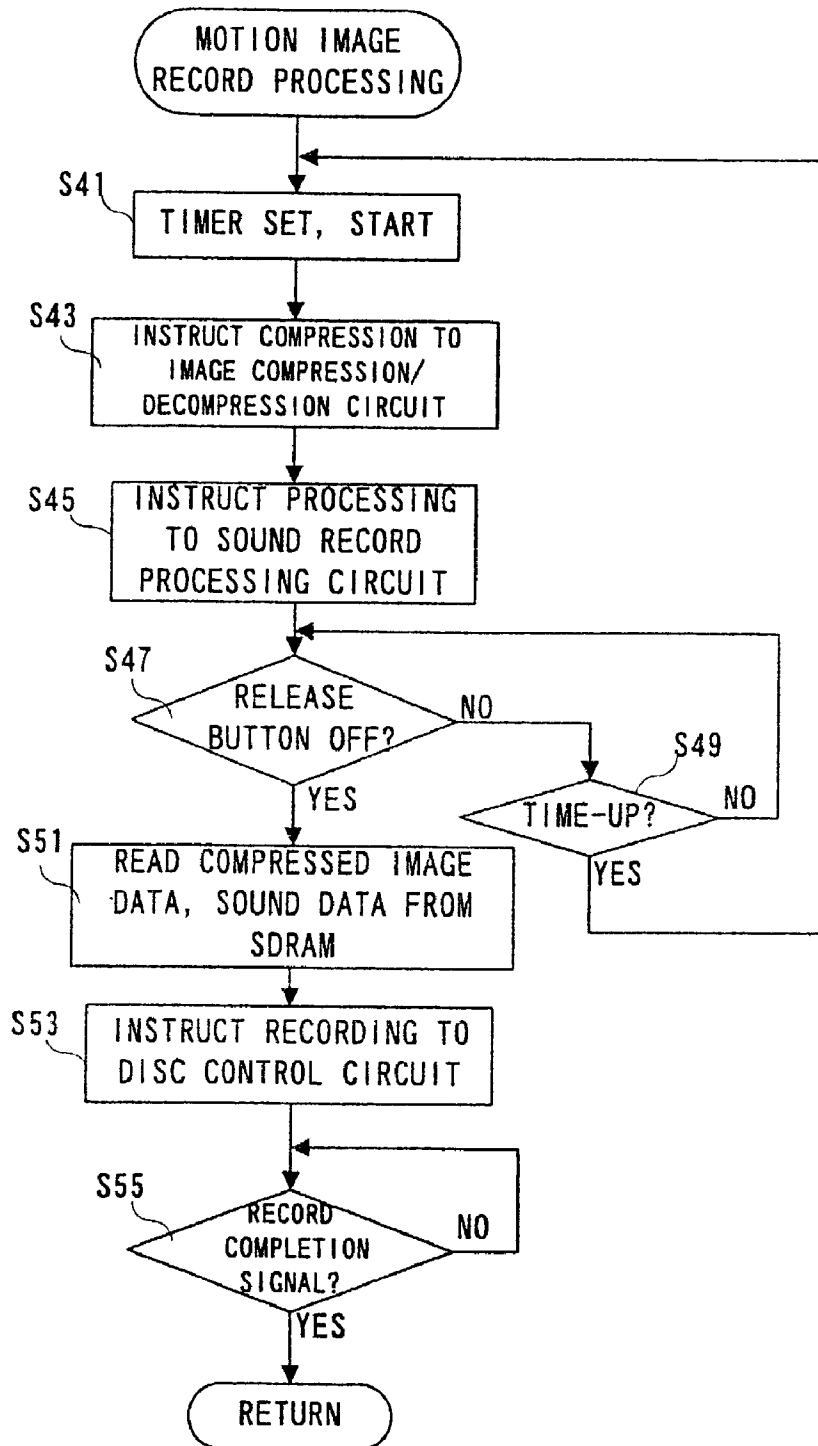 MOTION IMAGE
RECORD PROCESSING
S41
TIMER SET, START
S43
INSTRUCT COMPRESSION TO
IMAGE COMPRESSION/
DECOMPRESSION CIRCUIT
S45
INSTRUCT PROCESSING
TO SOUND RECORD
PROCESSING CIRCUIT
S47
RELEASE
BUTTON OFF?
NO
YES
S49
TIME-UP?
NO
YES
S51
READ COMPRESSED IMAGE
DATA, SOUND DATA FROM
SDRAM
S53
INSTRUCT RECORDING TO
DISC CONTROL CIRCUIT
S55
RECORD
COMPLETION
SIGNAL?
NO
YES
RETURN